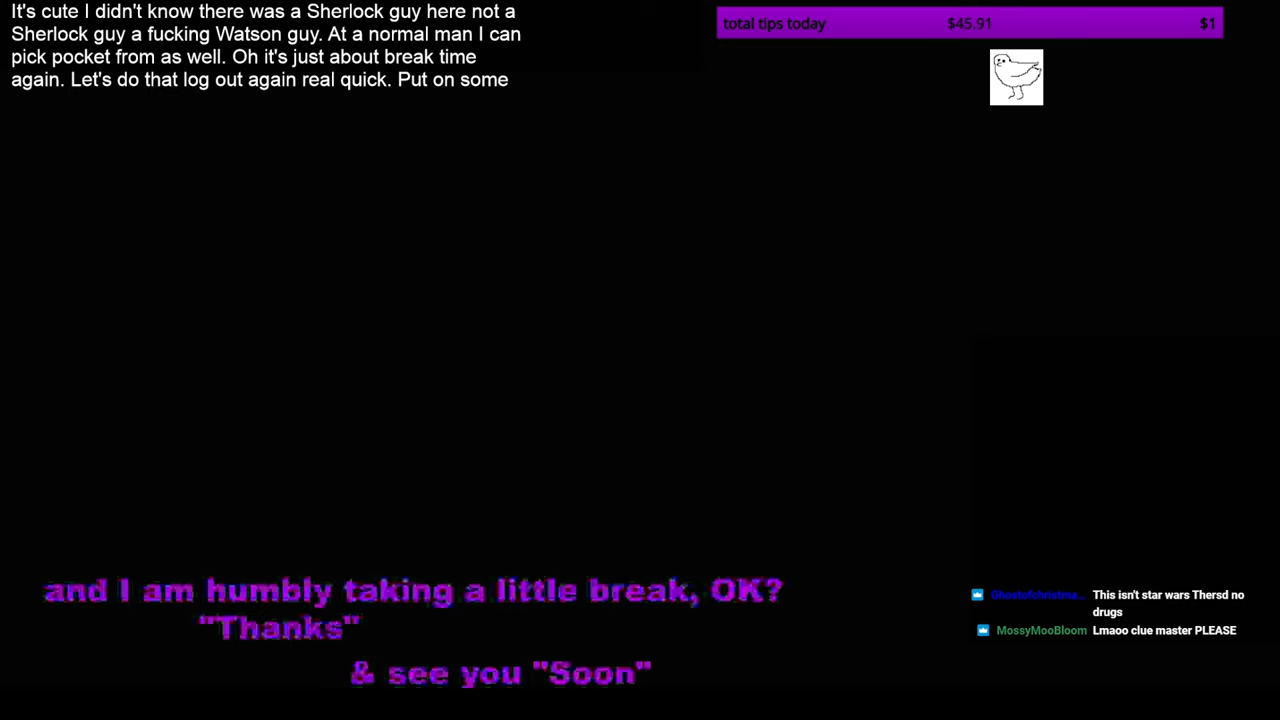 It's cute I didn't know there was a Sherlock guy here not a
Sherlock guy a fucking Watson guy. At a normal man I can
pick pocket from as well. Oh it's just about break time
again. Let's do that log out again real quick. Put on some
total tips today $45.91 $1
and I am humbly taking a little break, OK?
"Thanks"
& see you "Soon"
Ghostofchristma... This isn't star wars Thersd no
drugs
MossyMooBloom Lmaoo clue master PLEASE